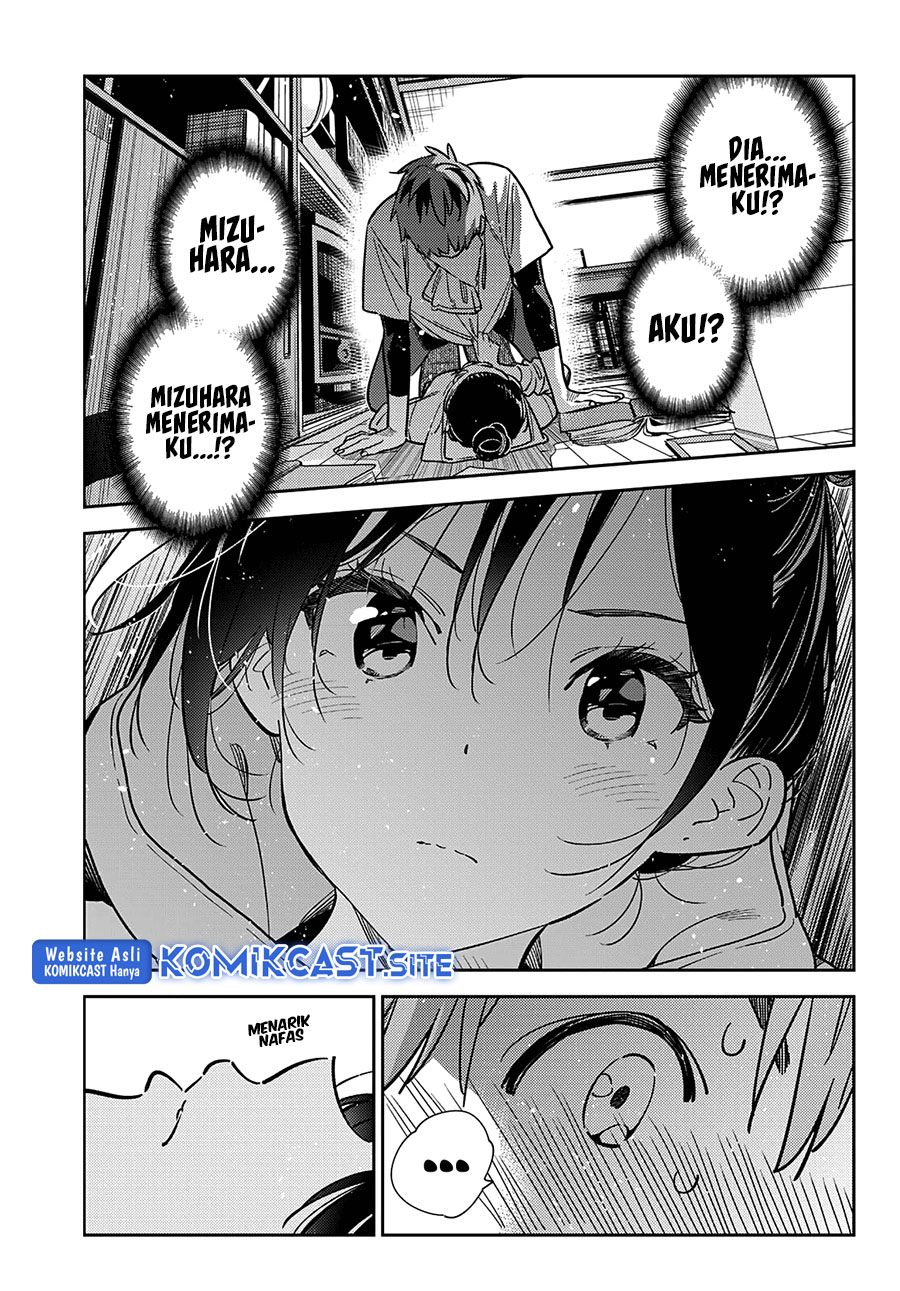 DIA...
MENERIMA-
KU!?
AKU!?
MIZU-
HARA...
MIZUHARA
MENERIMA-
KU...!?
Website Asli
KOMIKCAST Hanya
KOMIKCAST.SITE
...
MENARIK
NAFAS